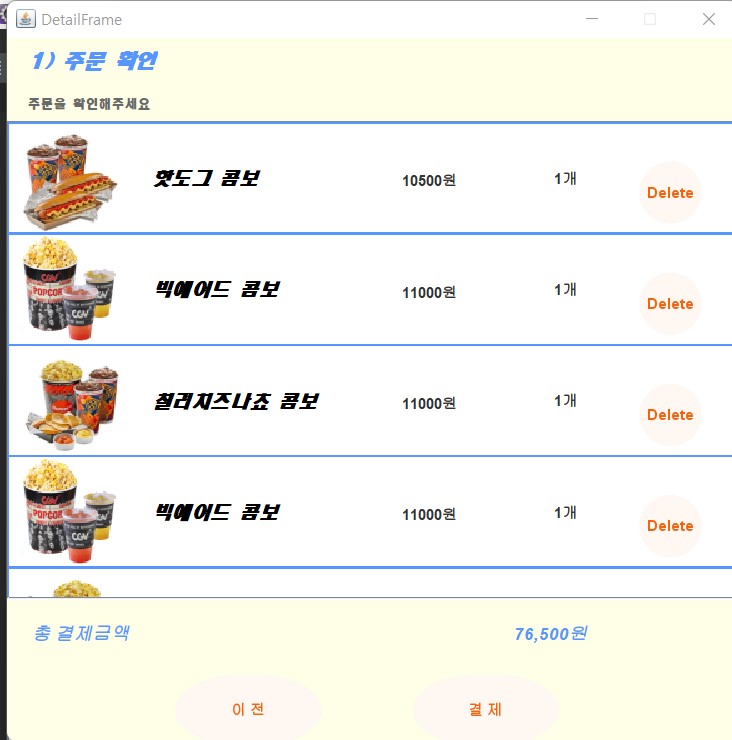 DetailFrame
1) 주문 확인
주문을 확인해주세요
핫도그 콤보 10500원 1개 Delete
빅에이드 콤보 11000원 1개 Delete
칠리치즈나쵸 콤보 11000원 1개 Delete
빅에이드 콤보 11000원 1개 Delete
총 결제금액 76,500원
이 전 결 제